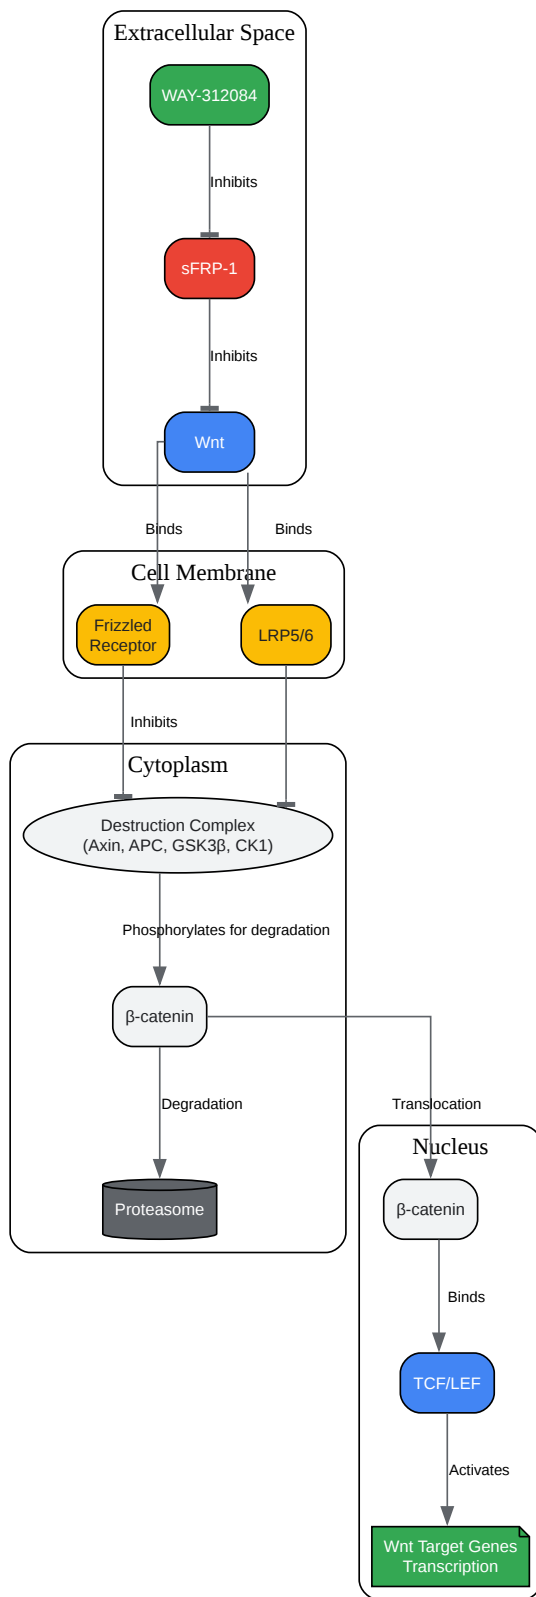 Extracellular Space
WAY-312084
Inhibits
sFRP-1
Inhibits
Wnt
Binds
Binds
Cell Membrane
Frizzled
Receptor
LRP5/6
Inhibits
Cytoplasm
Destruction Complex
(Axin, APC, GSK3β, CK1)
Phosphorylates for degradation
β-catenin
Degradation
Translocation
Proteasome
Nucleus
β-catenin
Binds
TCF/LEF
Activates
Wnt Target Genes
Transcription